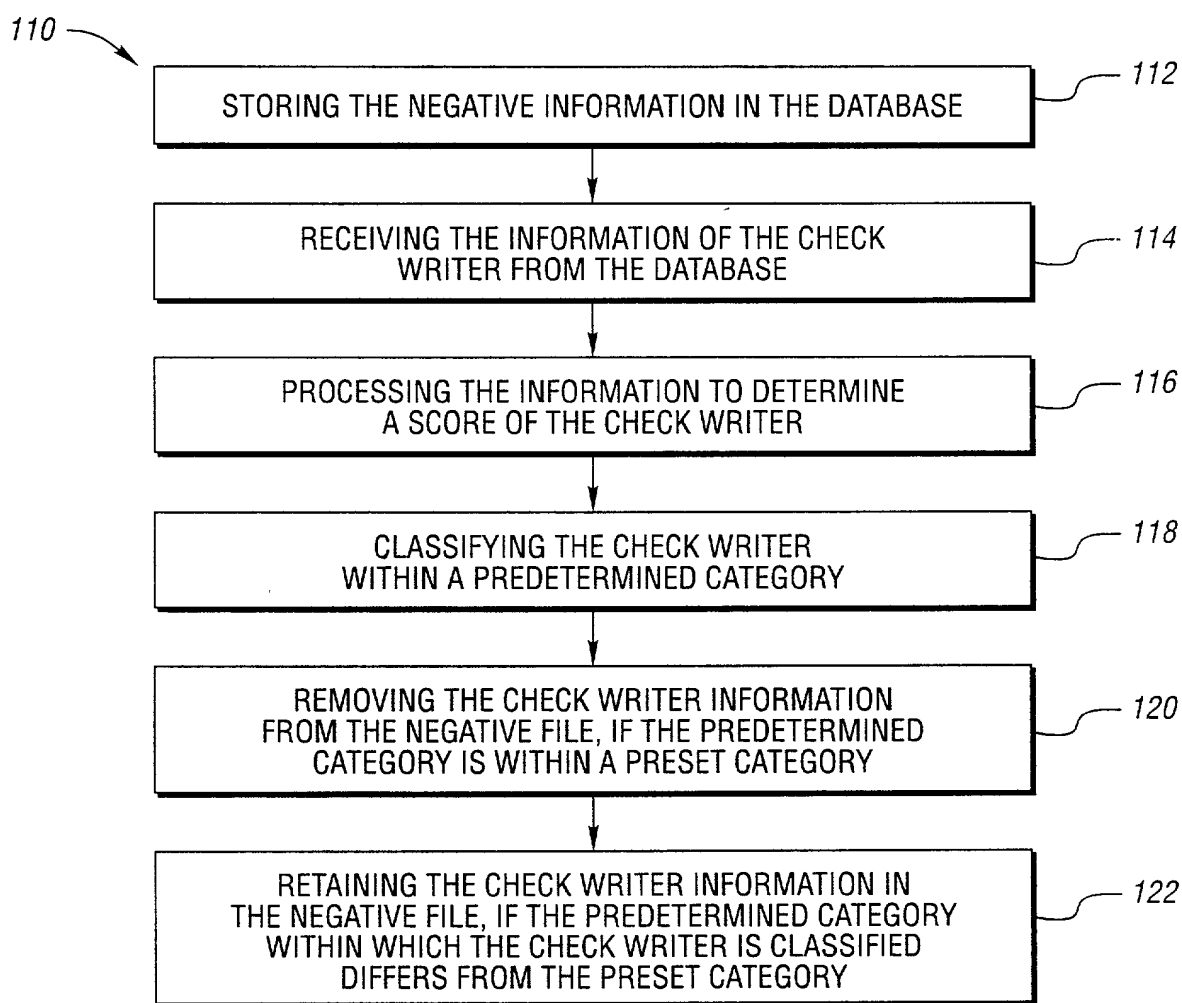 110
STORING THE NEGATIVE INFORMATION IN THE DATABASE
112
RECEIVING THE INFORMATION OF THE CHECK
WRITER FROM THE DATABASE
114
PROCESSING THE INFORMATION TO DETERMINE
A SCORE OF THE CHECK WRITER
116
CLASSIFYING THE CHECK WRITER
WITHIN A PREDETERMINED CATEGORY
118
REMOVING THE CHECK WRITER INFORMATION
FROM THE NEGATIVE FILE, IF THE PREDETERMINED
CATEGORY IS WITHIN A PRESET CATEGORY
120
RETAINING THE CHECK WRITER INFORMATION IN
THE NEGATIVE FILE, IF THE PREDETERMINED CATEGORY
WITHIN WHICH THE CHECK WRITER IS CLASSIFIED
DIFFERS FROM THE PRESET CATEGORY
122